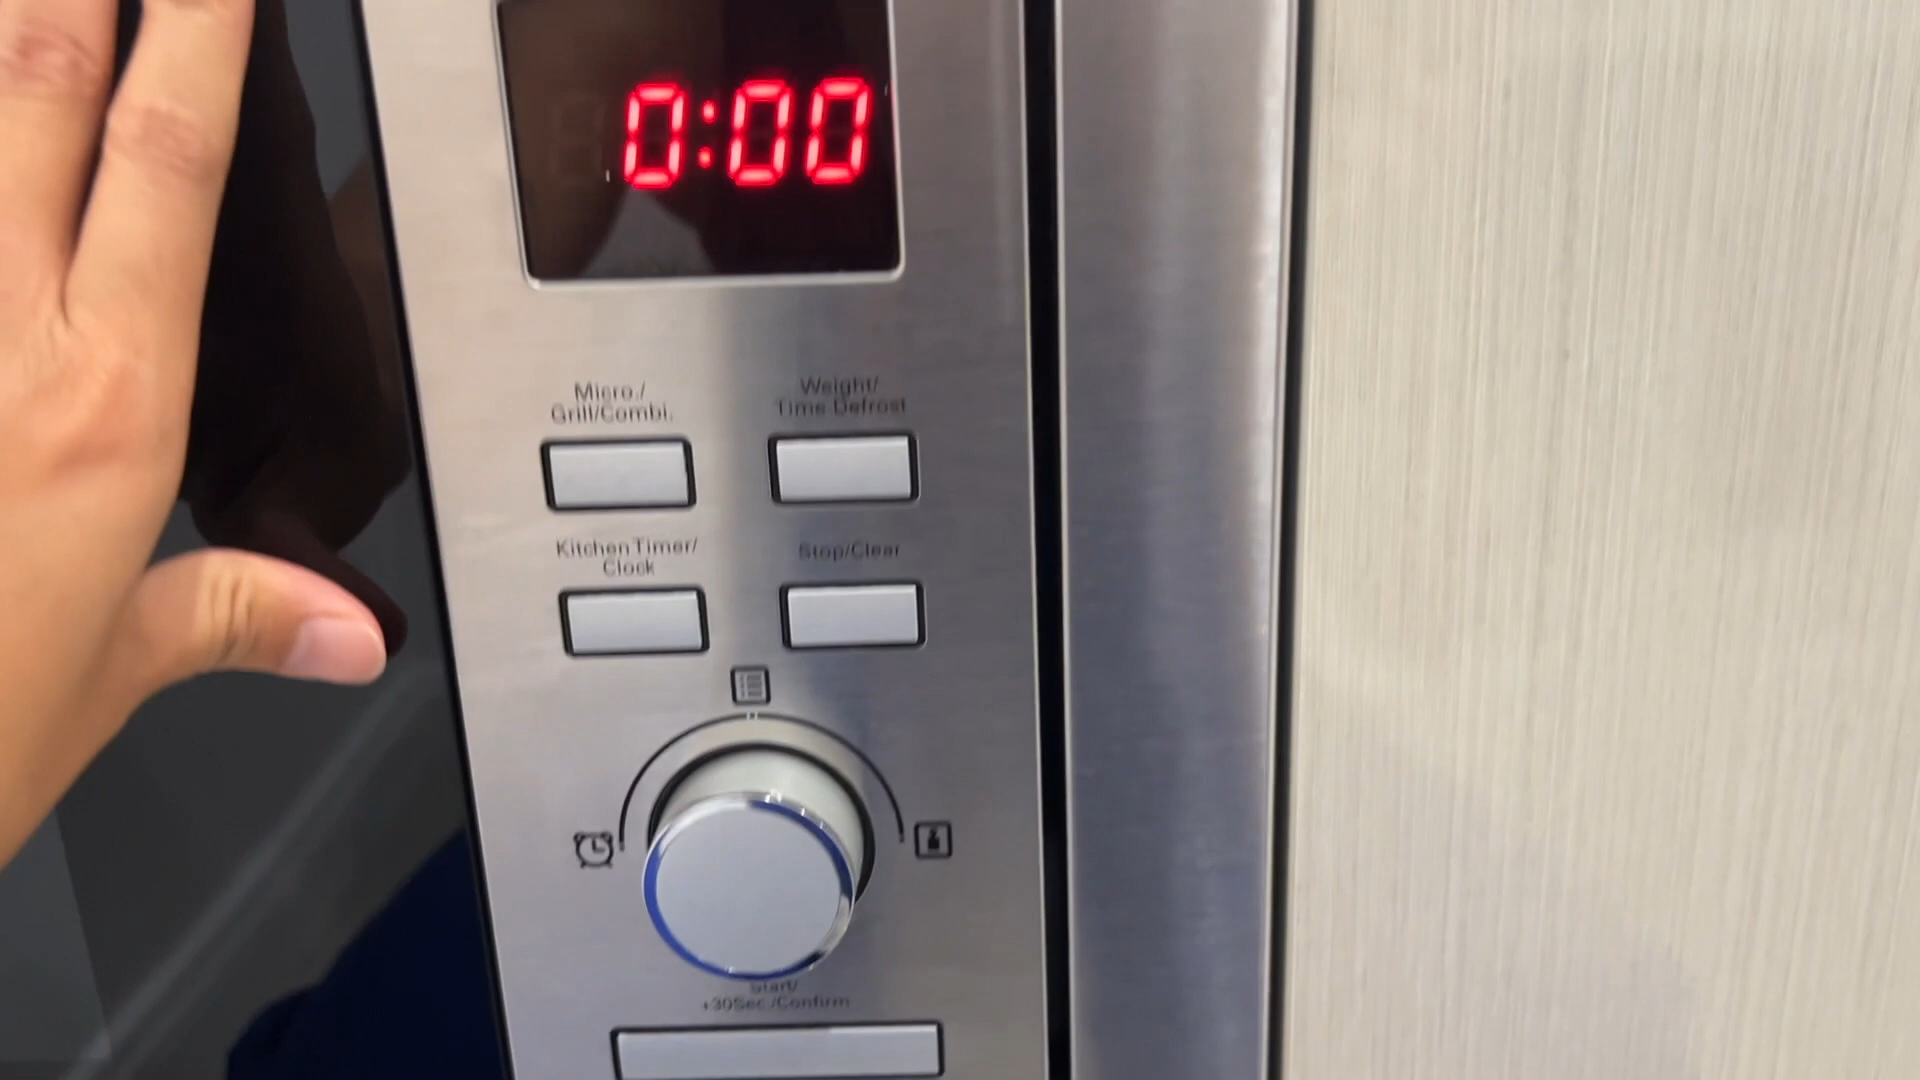 0:00
Micro./
Grill/Combi.
Weight/
Time Defrost
Kitchen Timer/
Clock
Stop/Clear
Start/
+30Sec./Confirm